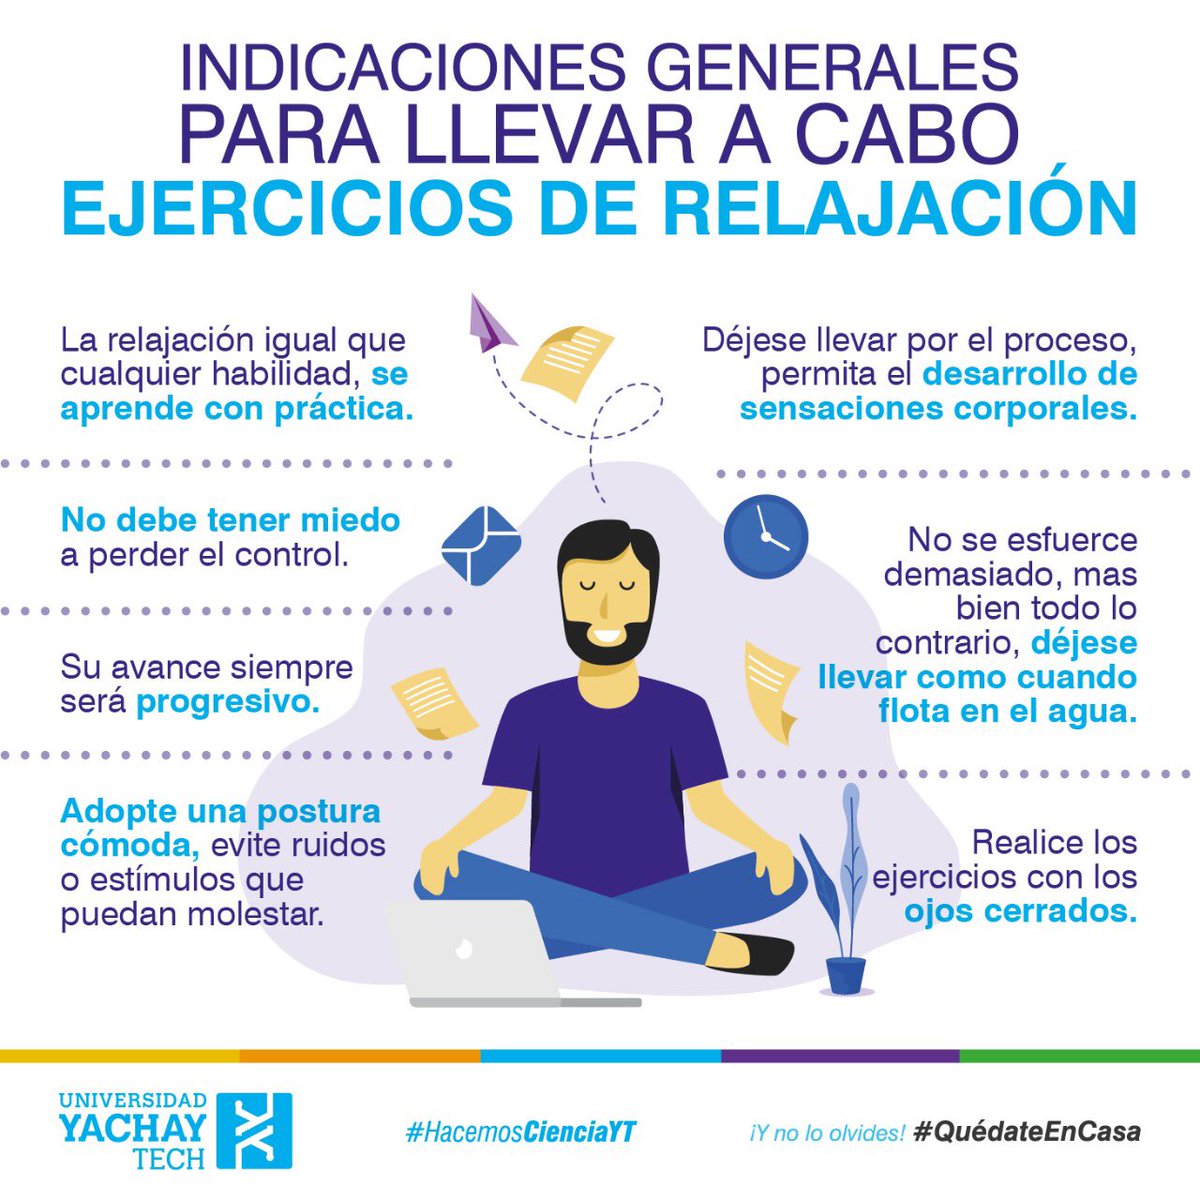 INDICACIONES GENERALES
PARA LLEVAR A CABO
EJERCICIOS DE RELAJACIÓN
La relajación igual que
cualquier habilidad, se
aprende con práctica.
No debe tener miedo
a perder el control.
Su avance siempre
será progresivo.
Adopte una postura
cómoda, evite ruidos
o estímulos que
puedan molestar.
Déjese llevar por el proceso,
permita el desarrollo de
sensaciones corporales.
No se esfuerce
demasiado, mas
bien todo lo
contrario, déjese
llevar como cuando
flota en el agua.
Realice los
ejercicios con los
ojos cerrados.
UNIVERSIDAD
YACHAY
TECH
#HacemosCienciaYT
¡Y no lo olvides! #QuédateEnCasa